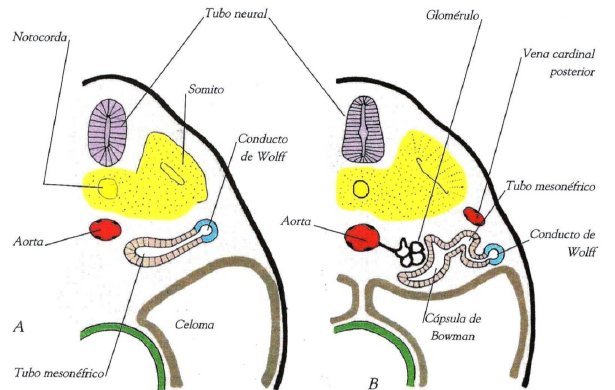 Tubo neural
Glomérulo
Notocorda
Vena cardinal
posterior
Somito
Conducto
de Wolff
Tubo mesonéfrico
Aorta
Aorta
Conducto de
Wolff
Celoma
Cápsula de
Bowman
A
Tubo mesonéfrico
B